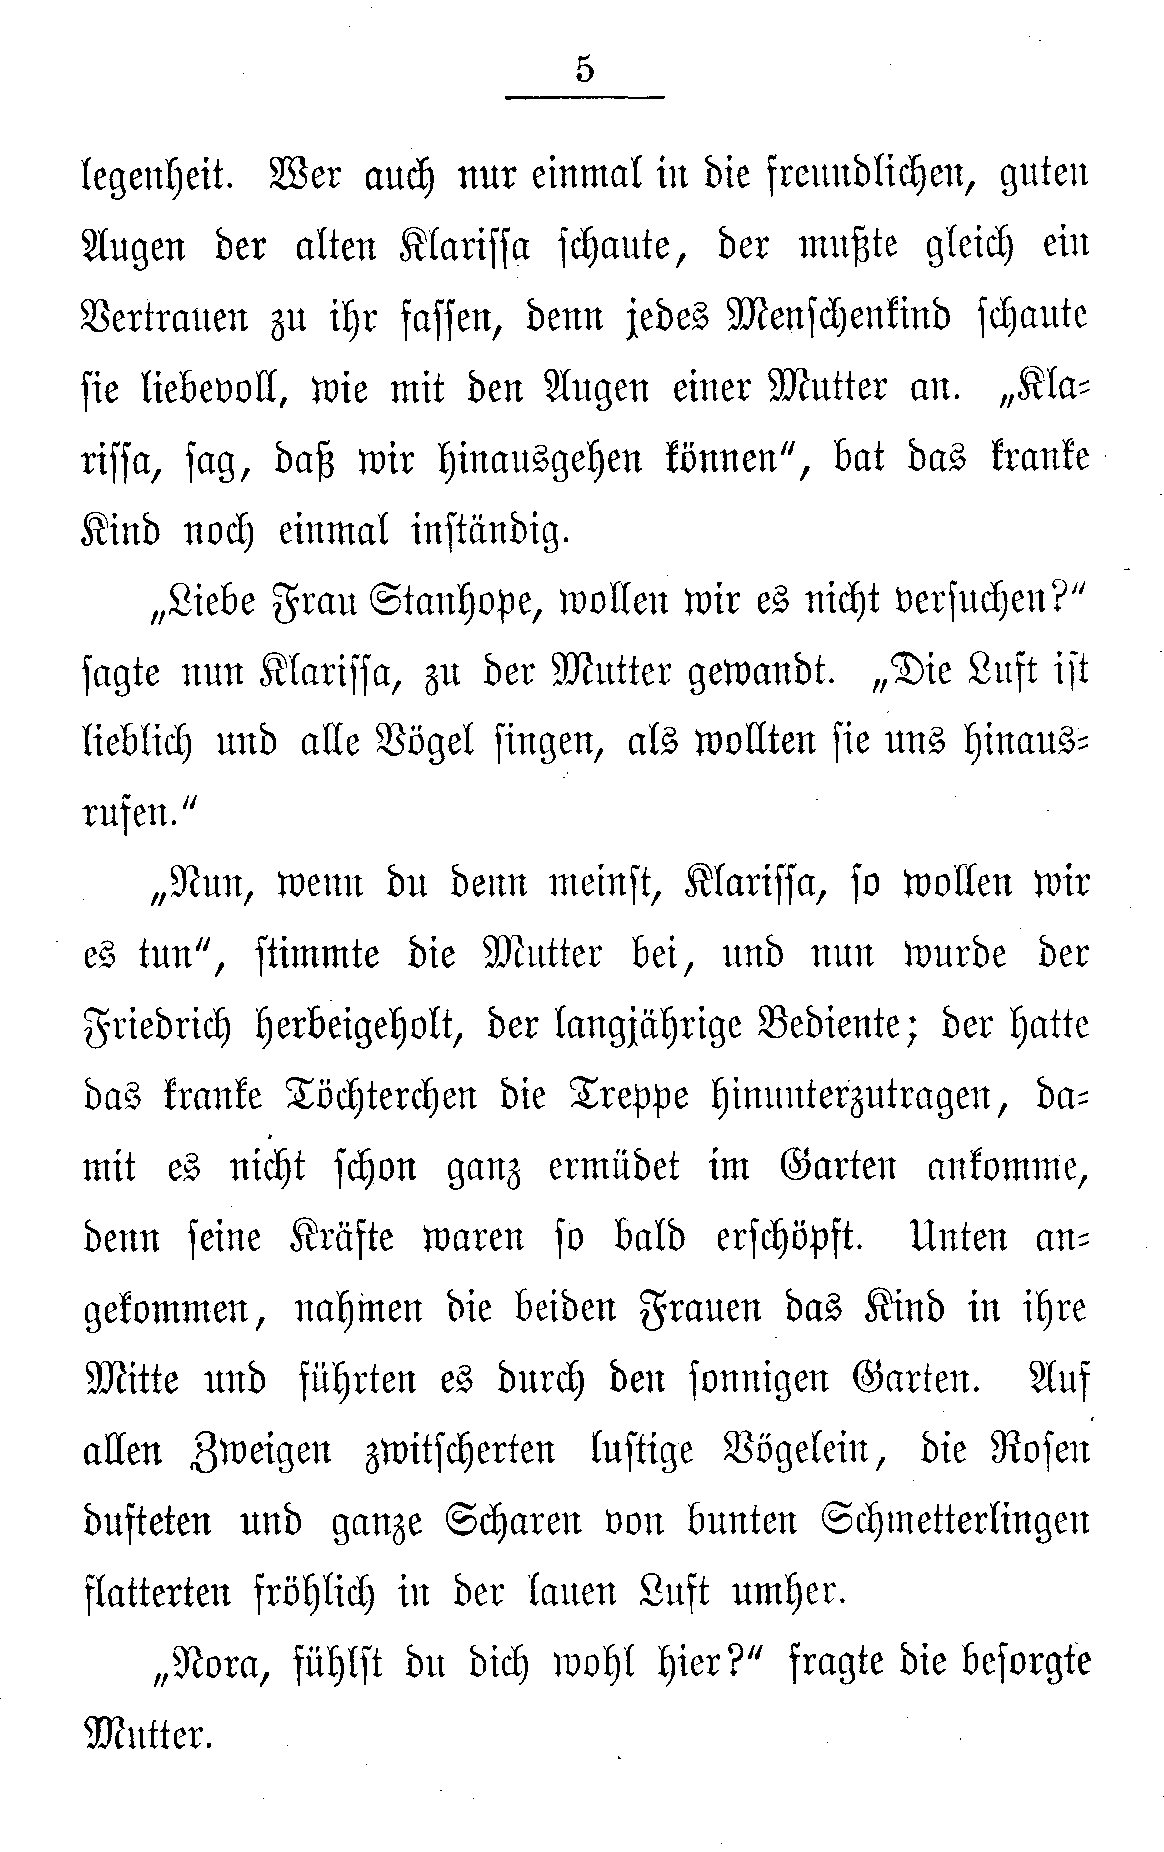 5
legenheit. Wer auch nur einmal in die freundlichen, guten
Augen der alten Klarissa schaute, der mußte gleich ein
Vertrauen zu ihr fassen, denn jedes Menschenkind schaute
sie liebevoll, wie mit den Augen einer Mutter an. „Kla-
rissa, sag, daß wir hinausgehen können“, bat das kranke
Kind noch einmal inständig.
„Liebe Frau Stanhope, wollen wir es nicht versuchen?“
sagte nun Klarissa, zu der Mutter gewandt. „Die Luft ist
lieblich und alle Vögel singen, als wollten sie uns hinaus-
rufen.“
„Nun, wenn du denn meinst, Klarissa, so wollen wir
es tun“, stimmte die Mutter bei, und nun wurde der
Friedrich herbeigeholt, der langjährige Bediente; der hatte
das kranke Töchterchen die Treppe hinunterzutragen, da-
mit es nicht schon ganz ermüdet im Garten ankomme,
denn seine Kräfte waren so bald erschöpft. Unten an-
gekommen, nahmen die beiden Frauen das Kind in ihre
Mitte und führten es durch den sonnigen Garten. Auf
allen Zweigen zwitscherten lustige Vögelein, die Rosen
dufteten und ganze Scharen von bunten Schmetterlingen
flatterten fröhlich in der lauen Luft umher.
„Nora, fühlst du dich wohl hier?“ fragte die besorgte
Mutter.